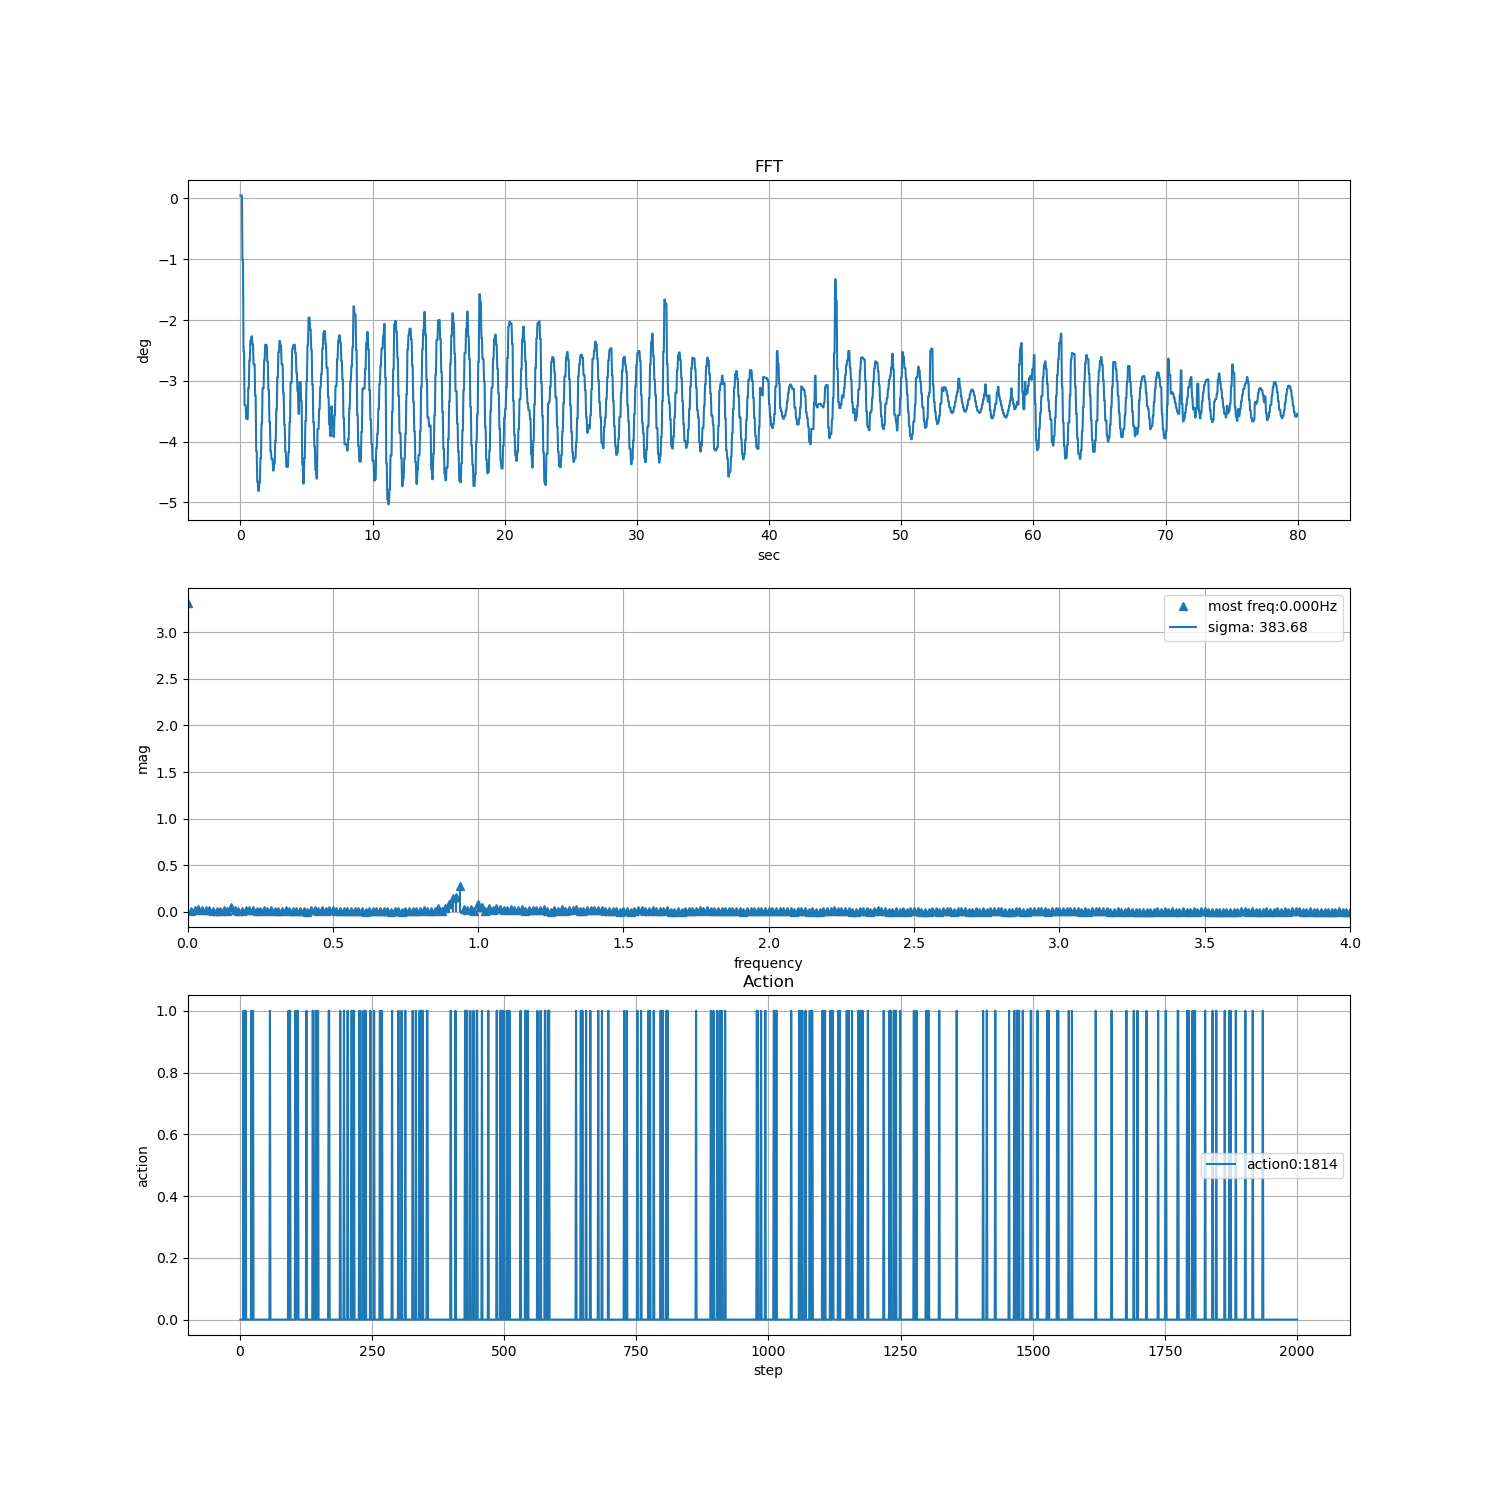 FFT
0
−1
−2
−3
−4
−5
deg
0 10 20 30 40 50 60 70 80
sec
most freq:0.000Hz
sigma: 383.68
3.0
2.5
2.0
1.5
1.0
0.5
0.0
mag
0.0 0.5 1.0 1.5 2.0 2.5 3.0 3.5 4.0
frequency
Action
1.0
0.8
0.6
0.4
0.2
0.0
action
action0:1814
0 250 500 750 1000 1250 1500 1750 2000
step